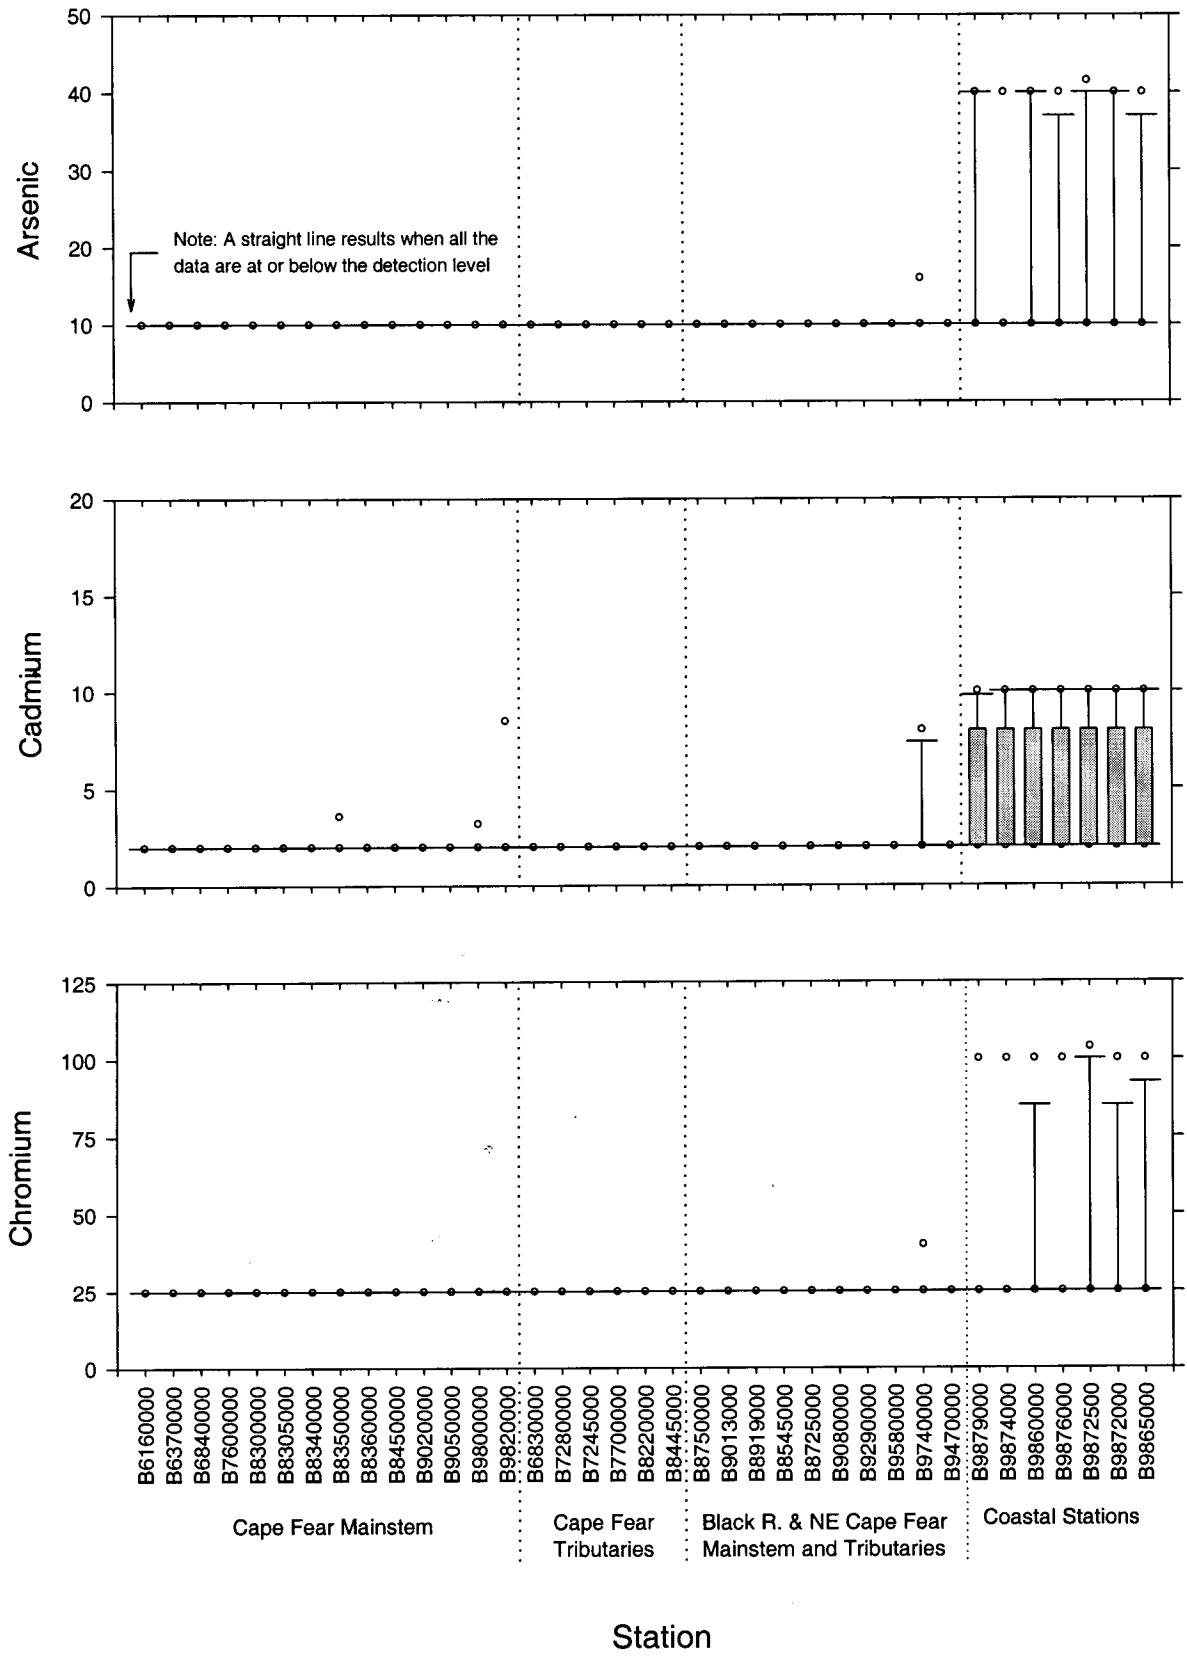 50
40
30
20
10
0
Arsenic
Note: A straight line results when all the
data are at or below the detection level
20
15
10
5
0
Cadmium
125
100
75
50
25
0
Chromium
B6160000
B6370000
B6840000
B7600000
B8300000
B8305000
B8340000
B8350000
B8360000
B8450000
B9020000
B9050000
B9800000
B9820000
B6830000
B7280000
B7245000
B7700000
B8220000
B8445000
B8750000
B9013000
B8919000
B8545000
B8725000
B9080000
B9290000
B9580000
B9740000
B9470000
B9879000
B9874000
B9860000
B9876000
B9872500
B9872000
B9865000
Cape Fear Mainstem
Cape Fear
Tributaries
Black R. & NE Cape Fear
Mainstem and Tributaries
Coastal Stations
Station